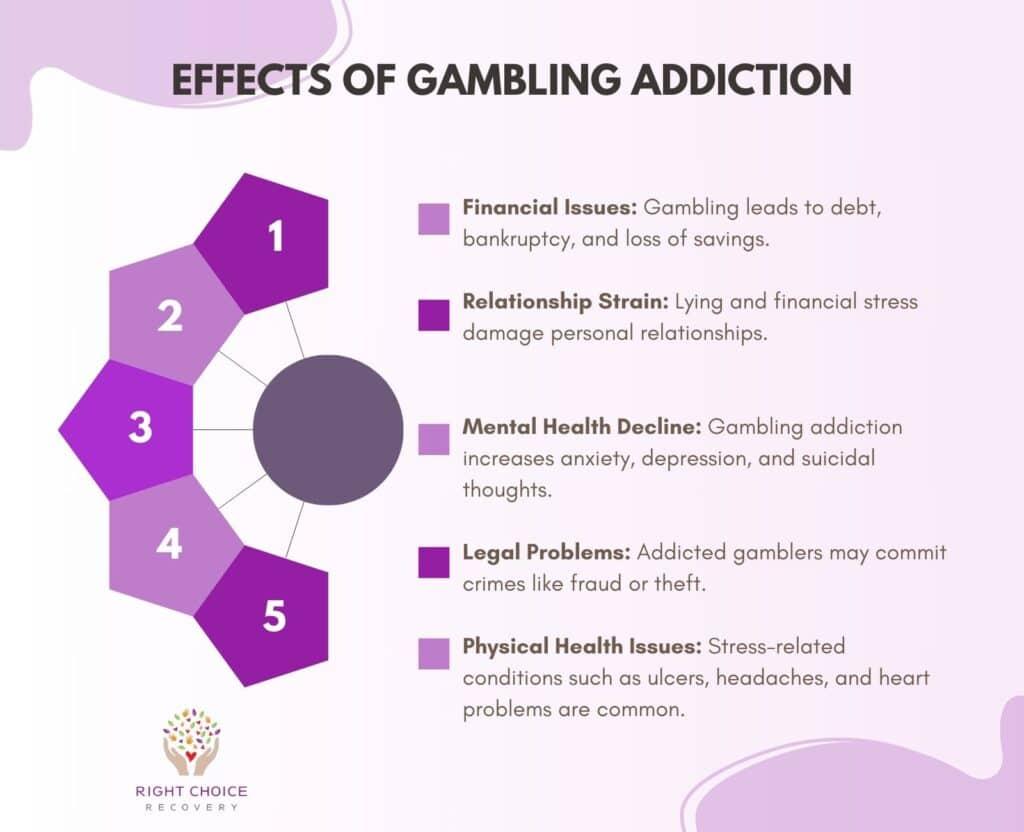 EFFECTS OF GAMBLING ADDICTION
1
2
3
4
5
Financial Issues: Gambling leads to debt,
bankruptcy, and loss of savings.
Relationship Strain: Lying and financial stress
damage personal relationships.
Mental Health Decline: Gambling addiction
increases anxiety, depression, and suicidal
thoughts.
Legal Problems: Addicted gamblers may commit
crimes like fraud or theft.
Physical Health Issues: Stress-related
conditions such as ulcers, headaches, and heart
problems are common.
RIGHT CHOICE
RECOVERY